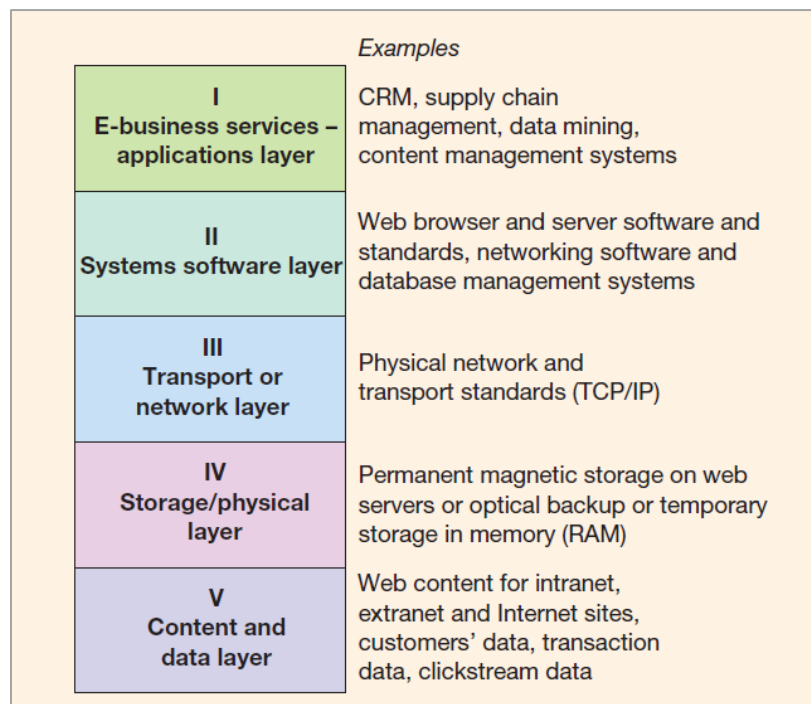 Examples
I
E-business services –
applications layer
CRM, supply chain
management, data mining,
content management systems
II
Systems software layer
Web browser and server software and
standards, networking software and
database management systems
III
Transport or
network layer
Physical network and
transport standards (TCP/IP)
IV
Storage/physical
layer
Permanent magnetic storage on web
servers or optical backup or temporary
storage in memory (RAM)
V
Content and
data layer
Web content for intranet,
extranet and Internet sites,
customers’ data, transaction
data, clickstream data